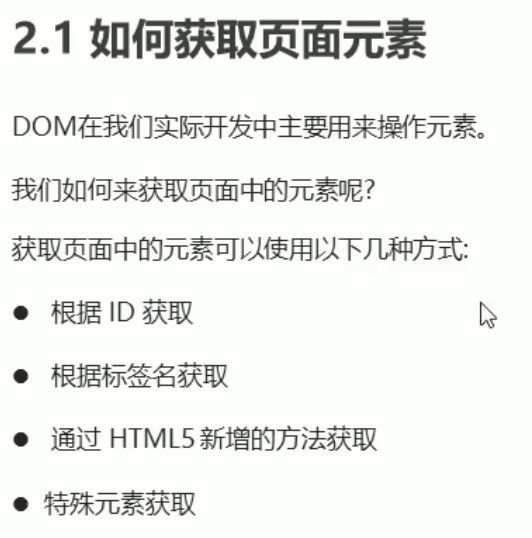 2.1 如何获取页面元素
DOM在我们实际开发中主要用来操作元素。
我们如何来获取页面中的元素呢?
获取页面中的元素可以使用以下几种方式:
● 根据 ID 获取
● 根据标签名获取
● 通过 HTML5 新增的方法获取
● 特殊元素获取